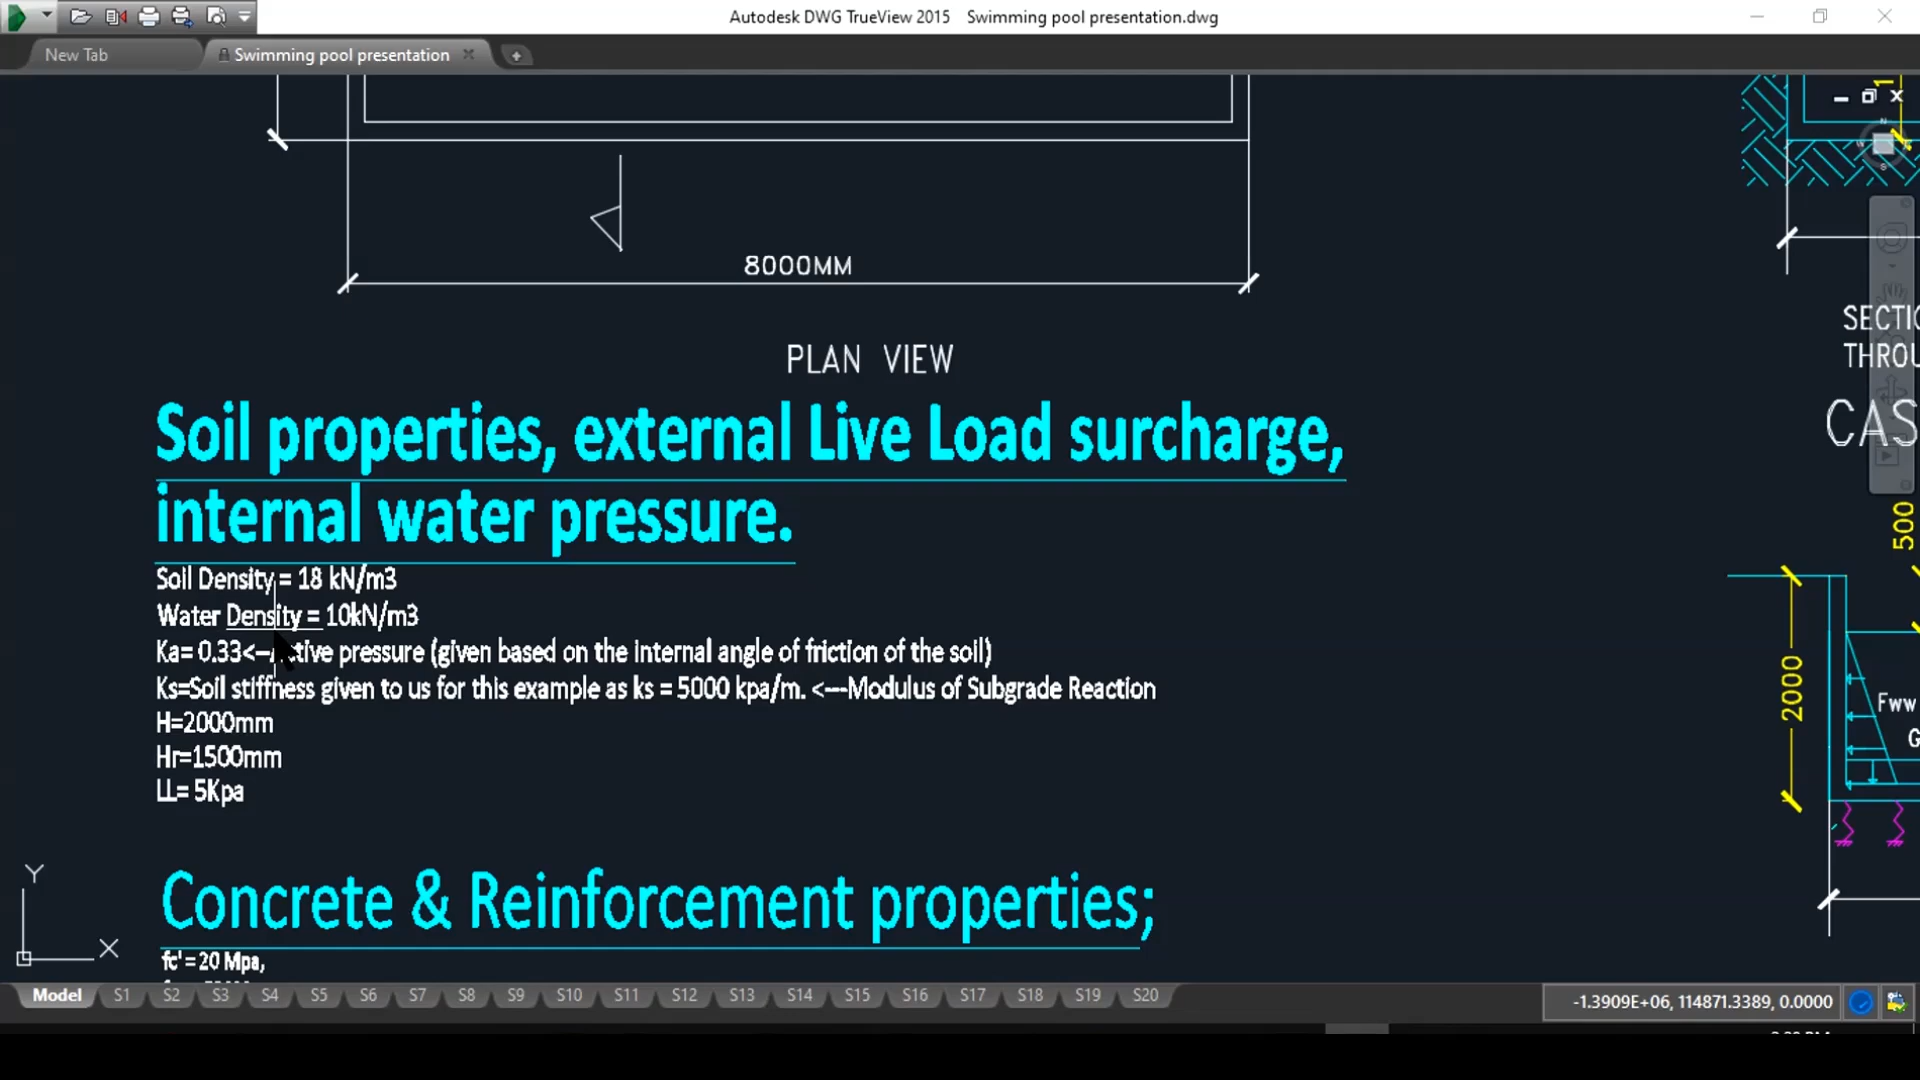 Autodesk DWG TrueView 2015 Swimming pool presentation.dwg
New Tab
Swimming pool presentation
8000MM
PLAN VIEW
Soil properties, external Live Load surcharge,
internal water pressure.
Soil Density = 18 kN/m3
Water Density = 10kN/m3
Ka= 0.33<--Active pressure (given based on the internal angle of friction of the soil)
Ks=Soil stiffness given to us for this example as ks = 5000 kpa/m. <---Modulus of Subgrade Reaction
H=2000mm
Hr=1500mm
LL= 5Kpa
Concrete & Reinforcement properties;
fc' = 20 Mpa,
SECTIO
THROU
CAS
500
2000
Fww
G
Y
X
Model S1 S2 S3 S4 S5 S6 S7 S8 S9 S10 S11 S12 S13 S14 S15 S16 S17 S18 S19 S20
-1.3909E+06, 114871.3389, 0.0000